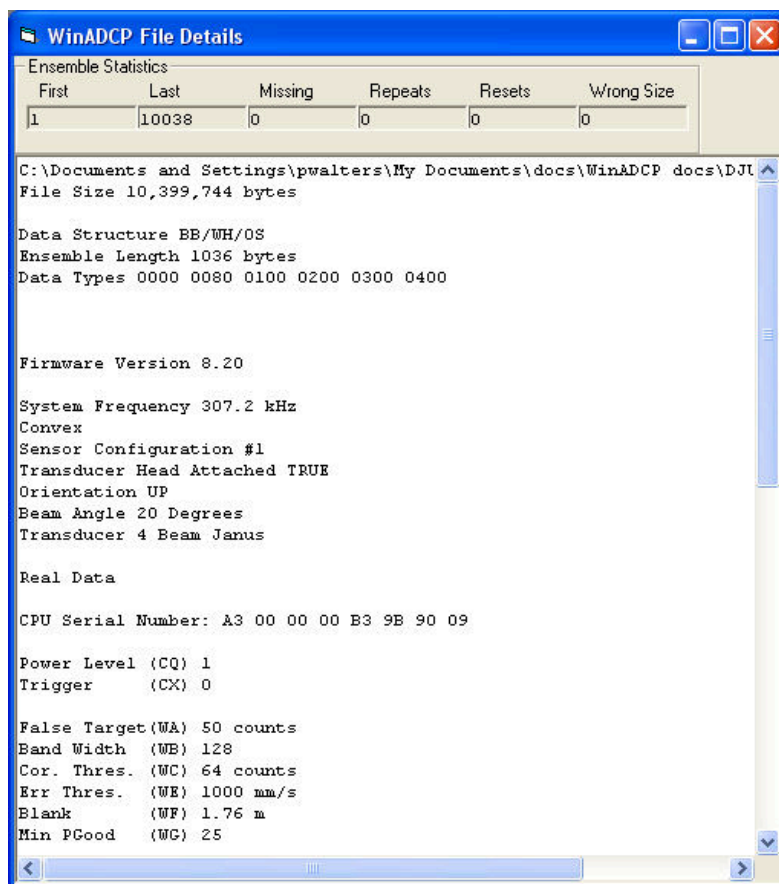 WinADCP File Details
Ensemble Statistics
First Last Missing Repeats Resets Wrong Size
1 10038 0 0 0 0
C:\Documents and Settings\pwalters\My Documents\docs\WinADCP docs\DJU
File Size 10,399,744 bytes
Data Structure BB/WH/OS
Ensemble Length 1036 bytes
Data Types 0000 0080 0100 0200 0300 0400
Firmware Version 8.20
System Frequency 307.2 kHz
Convex
Sensor Configuration #1
Transducer Head Attached TRUE
Orientation UP
Beam Angle 20 Degrees
Transducer 4 Beam Janus
Real Data
CPU Serial Number: A3 00 00 00 B3 9B 90 09
Power Level (CQ) 1
Trigger (CX) 0
False Target(WA) 50 counts
Band Width (WB) 128
Cor. Thres. (WC) 64 counts
Err Thres. (WE) 1000 mm/s
Blank (WF) 1.76 m
Min PGood (WG) 25